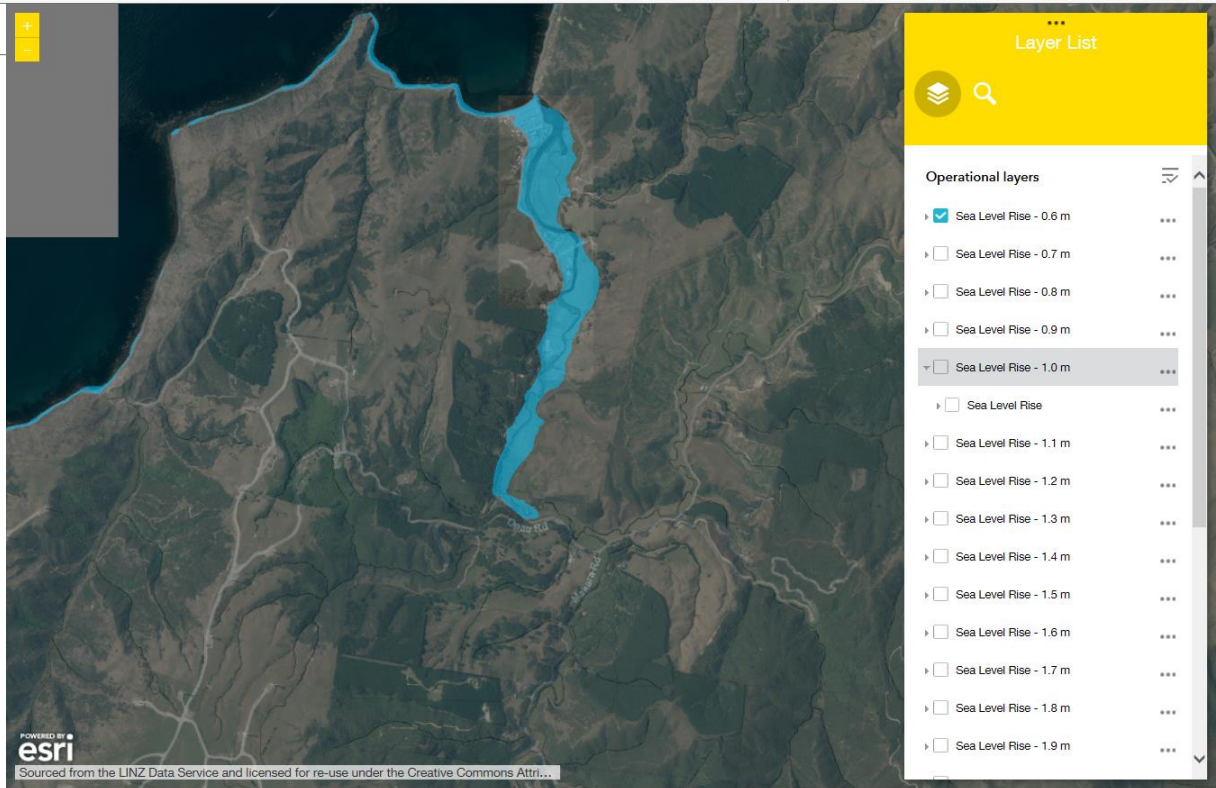 +
−
Layer List
Operational layers
Sea Level Rise - 0.6 m
Sea Level Rise - 0.7 m
Sea Level Rise - 0.8 m
Sea Level Rise - 0.9 m
Sea Level Rise - 1.0 m
Sea Level Rise
Sea Level Rise - 1.1 m
Sea Level Rise - 1.2 m
Sea Level Rise - 1.3 m
Sea Level Rise - 1.4 m
Sea Level Rise - 1.5 m
Sea Level Rise - 1.6 m
Sea Level Rise - 1.7 m
Sea Level Rise - 1.8 m
Sea Level Rise - 1.9 m
Makara Rd
POWERED BY
esri
Sourced from the LINZ Data Service and licensed for re-use under the Creative Commons Attri...